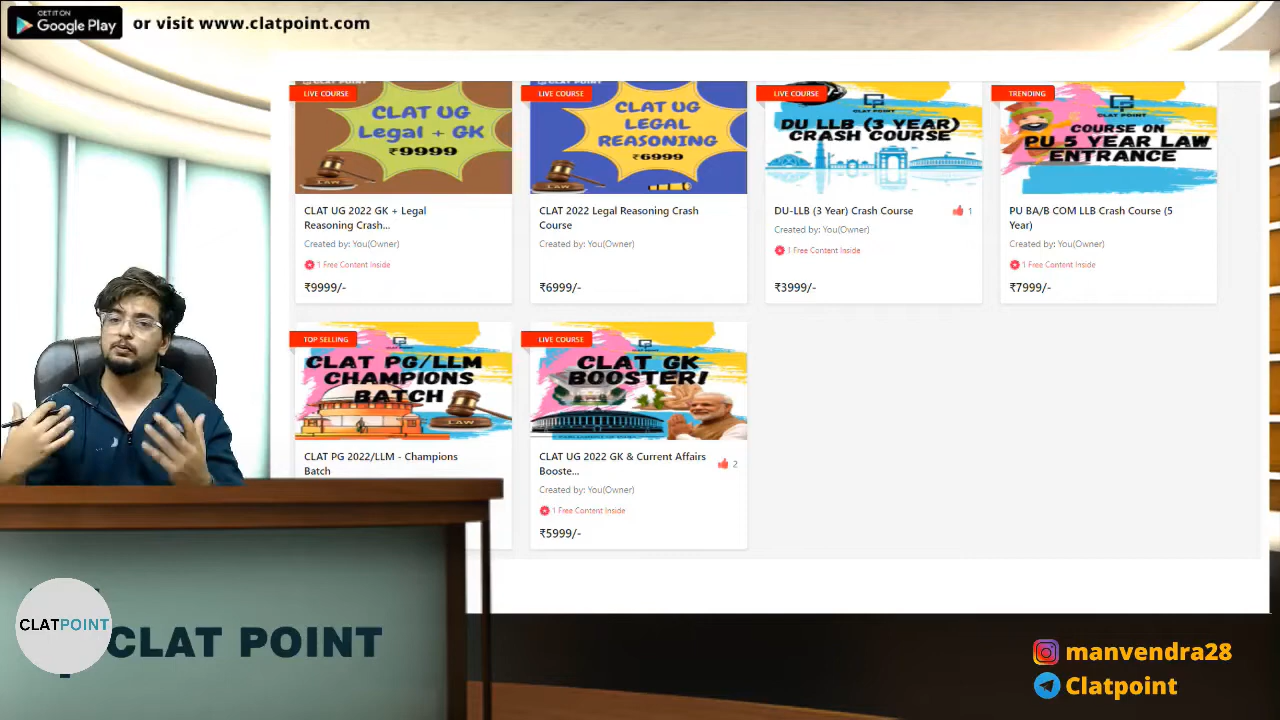 GET IT ON
Google Play
or visit www.clatpoint.com
LIVE COURSE
CLAT UG
Legal + GK
₹9999
LAW
CLAT UG 2022 GK + Legal
Reasoning Crash...
Created by: You(Owner)
1 Free Content Inside
₹9999/-
LIVE COURSE
CLAT UG
LEGAL
REASONING
₹6999
LAW
CLAT 2022 Legal Reasoning Crash
Course
Created by: You(Owner)
₹6999/-
LIVE COURSE
CLAT POINT
DU LLB (3 YEAR)
CRASH COURSE
DU-LLB (3 Year) Crash Course
1
Created by: You(Owner)
1 Free Content Inside
₹3999/-
TRENDING
CLAT POINT
COURSE ON
PU 5 YEAR LAW
ENTRANCE
PU BA/B COM LLB Crash Course (5
Year)
Created by: You(Owner)
1 Free Content Inside
₹7999/-
TOP SELLING
CLAT PG/LLM
CHAMPIONS
BATCH
LAW
CLAT PG 2022/LLM - Champions
Batch
LIVE COURSE
CLAT GK
BOOSTER!
CLAT UG 2022 GK & Current Affairs
Booste...
2
Created by: You(Owner)
1 Free Content Inside
₹5999/-
CLATPOINT
CLAT POINT
manvendra28
Clatpoint